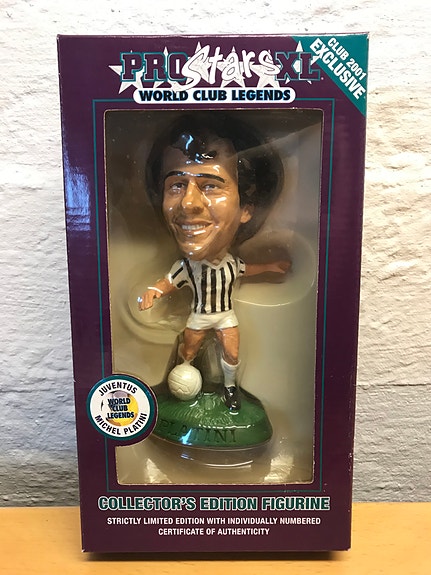 PRO Stars XL
WORLD CLUB LEGENDS
CLUB 2001
EXCLUSIVE
JUVENTUS
WORLD
CLUB
LEGENDS
MICHEL PLATINI
PLATINI
COLLECTOR'S EDITION FIGURINE
STRICTLY LIMITED EDITION WITH INDIVIDUALLY NUMBERED
CERTIFICATE OF AUTHENTICITY